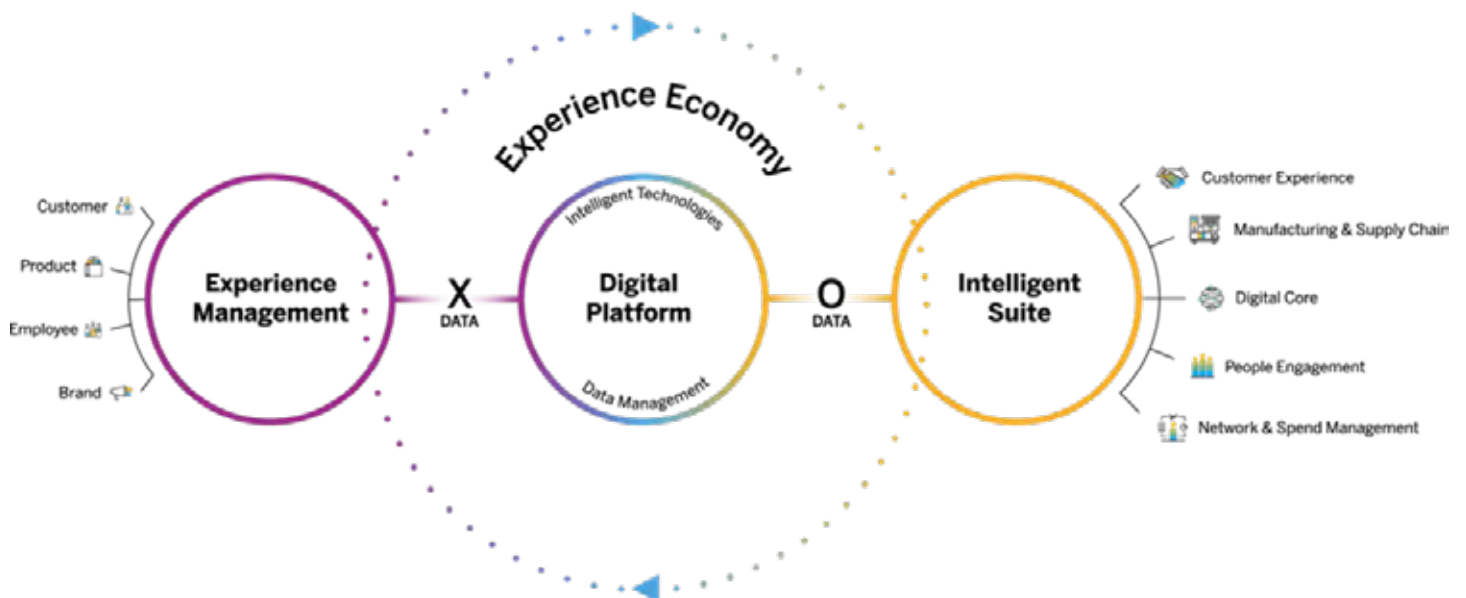 Experience Economy
Customer
Product
Employee
Brand
Experience
Management
X
DATA
Intelligent Technologies
Digital
Platform
Data Management
O
DATA
Intelligent
Suite
Customer Experience
Manufacturing & Supply Chain
Digital Core
People Engagement
Network & Spend Management